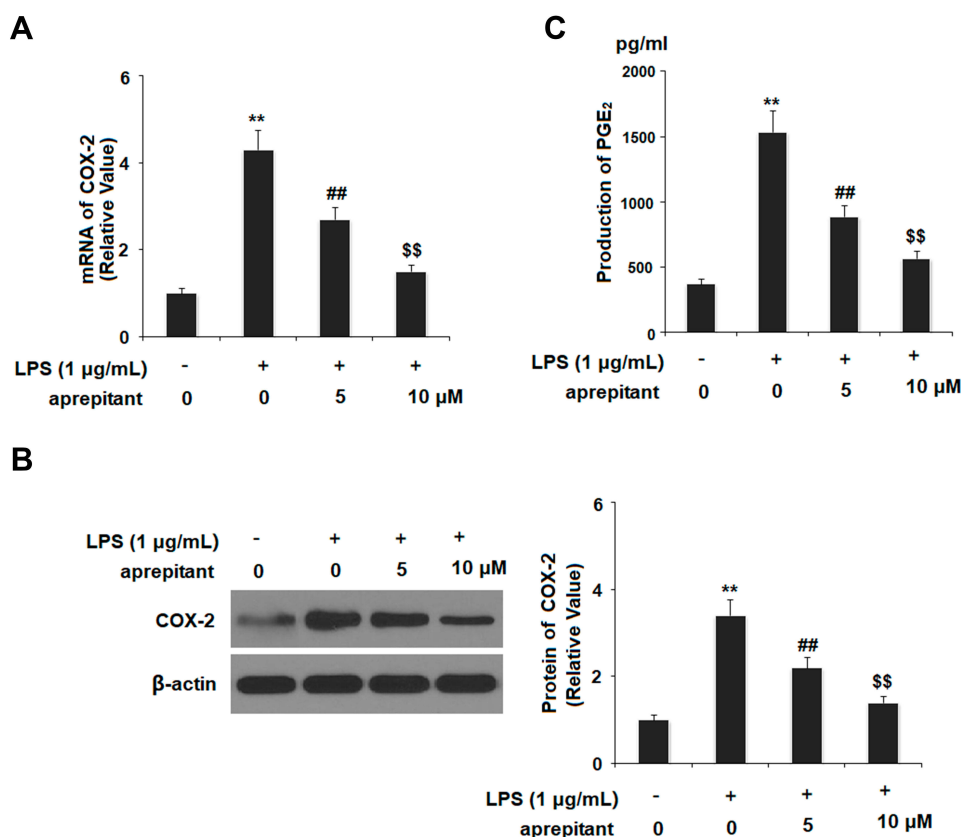 A
mRNA of COX-2
(Relative Value)
6
4
2
0
**
##
$$
LPS (1 µg/mL) - + + +
aprepitant 0 0 5 10 µM
C
pg/ml
Production of PGE₂
2000
1500
1000
500
0
**
##
$$
LPS (1 µg/mL) - + + +
aprepitant 0 0 5 10 µM
B
LPS (1 µg/mL) - + + +
aprepitant 0 0 5 10 µM
COX-2
β-actin
Protein of COX-2
(Relative Value)
6
4
2
0
**
##
$$
LPS (1 µg/mL) - + + +
aprepitant 0 0 5 10 µM